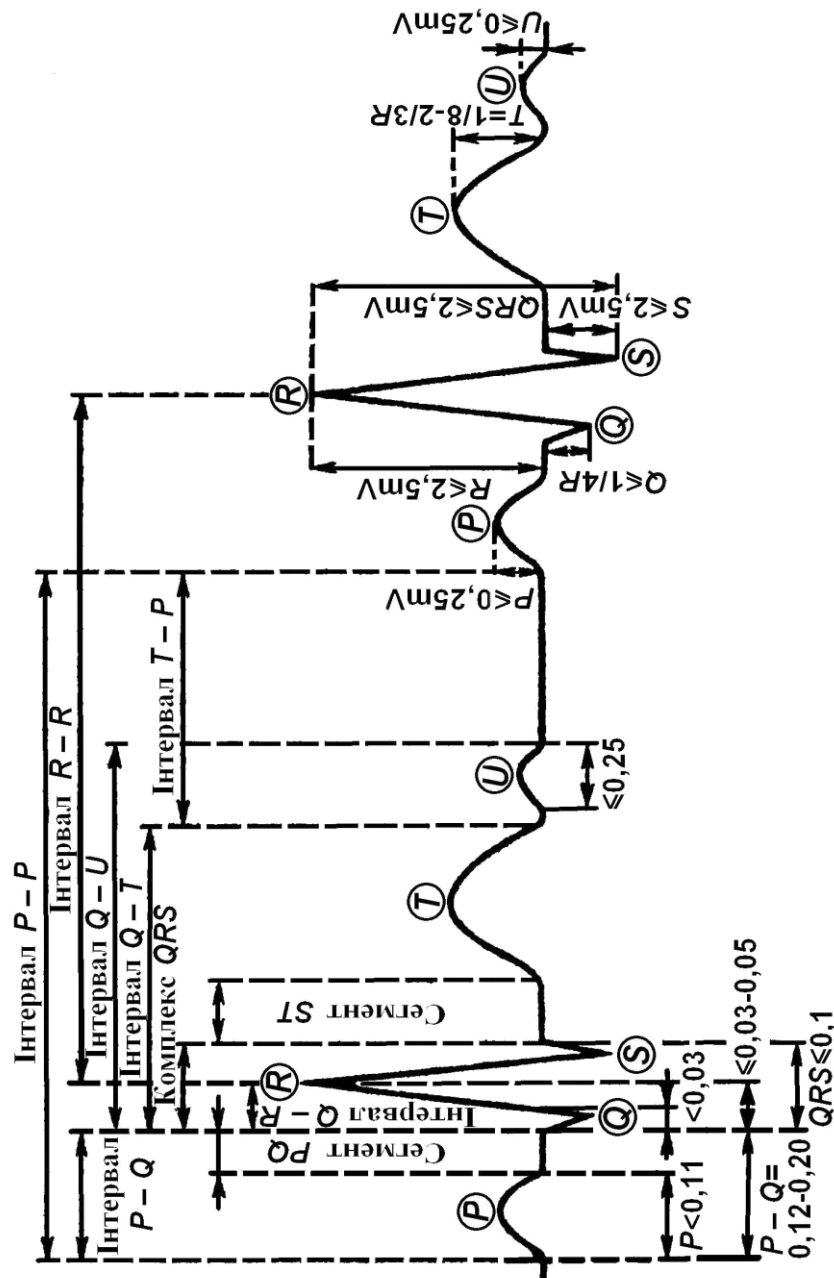 Інтервал P – P
Інтервал R – R
Інтервал Q – U
Інтервал Q – T
Комплекс QRS
Інтервал
P – Q
Інтервал T – P
Сегмент PQ
Інтервал Q – R
Сегмент ST
P
Q
R
S
T
U
P
Q
R
S
T
U
P≤0,25mV
R≤2,5mV
Q≤1/4R
QRS≤2,5mV
S≤2,5mV
T=1/8-2/3R
U≤0,25mV
P<0,11
<0,03
≤0,25
P – Q=
0,12-0,20
≤0,03-0,05
QRS≤0,1